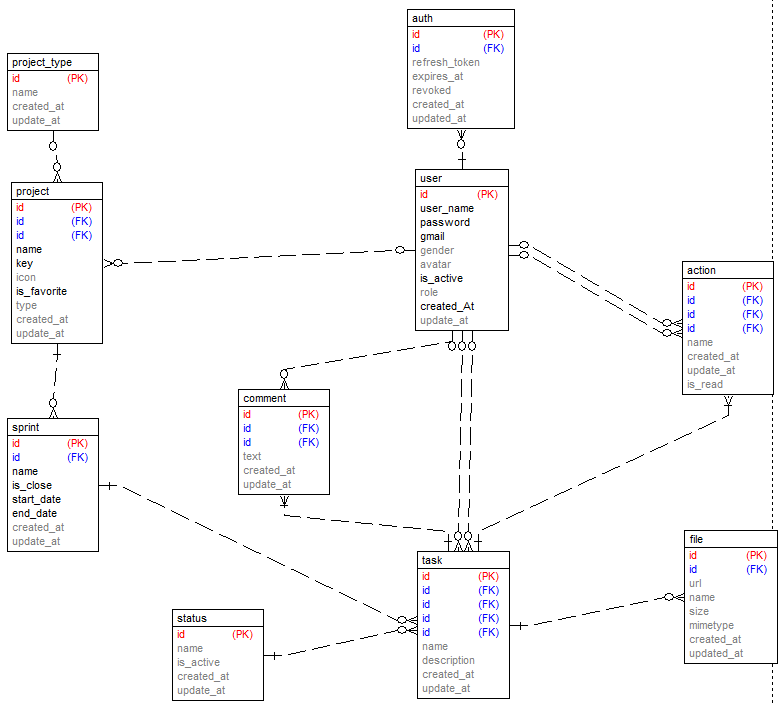 auth
id (PK)
id (FK)
refresh_token
expires_at
revoked
created_at
updated_at
project_type
id (PK)
name
created_at
update_at
project
id (PK)
id (FK)
id (FK)
name
key
icon
is_favorite
type
created_at
update_at
user
id (PK)
user_name
password
gmail
gender
avatar
is_active
role
created_At
update_at
action
id (PK)
id (FK)
id (FK)
id (FK)
name
created_at
update_at
is_read
comment
id (PK)
id (FK)
id (FK)
text
created_at
update_at
sprint
id (PK)
id (FK)
name
is_close
start_date
end_date
created_at
update_at
task
id (PK)
id (FK)
id (FK)
id (FK)
id (FK)
name
description
created_at
update_at
file
id (PK)
id (FK)
url
name
size
mimetype
created_at
updated_at
status
id (PK)
name
is_active
created_at
update_at